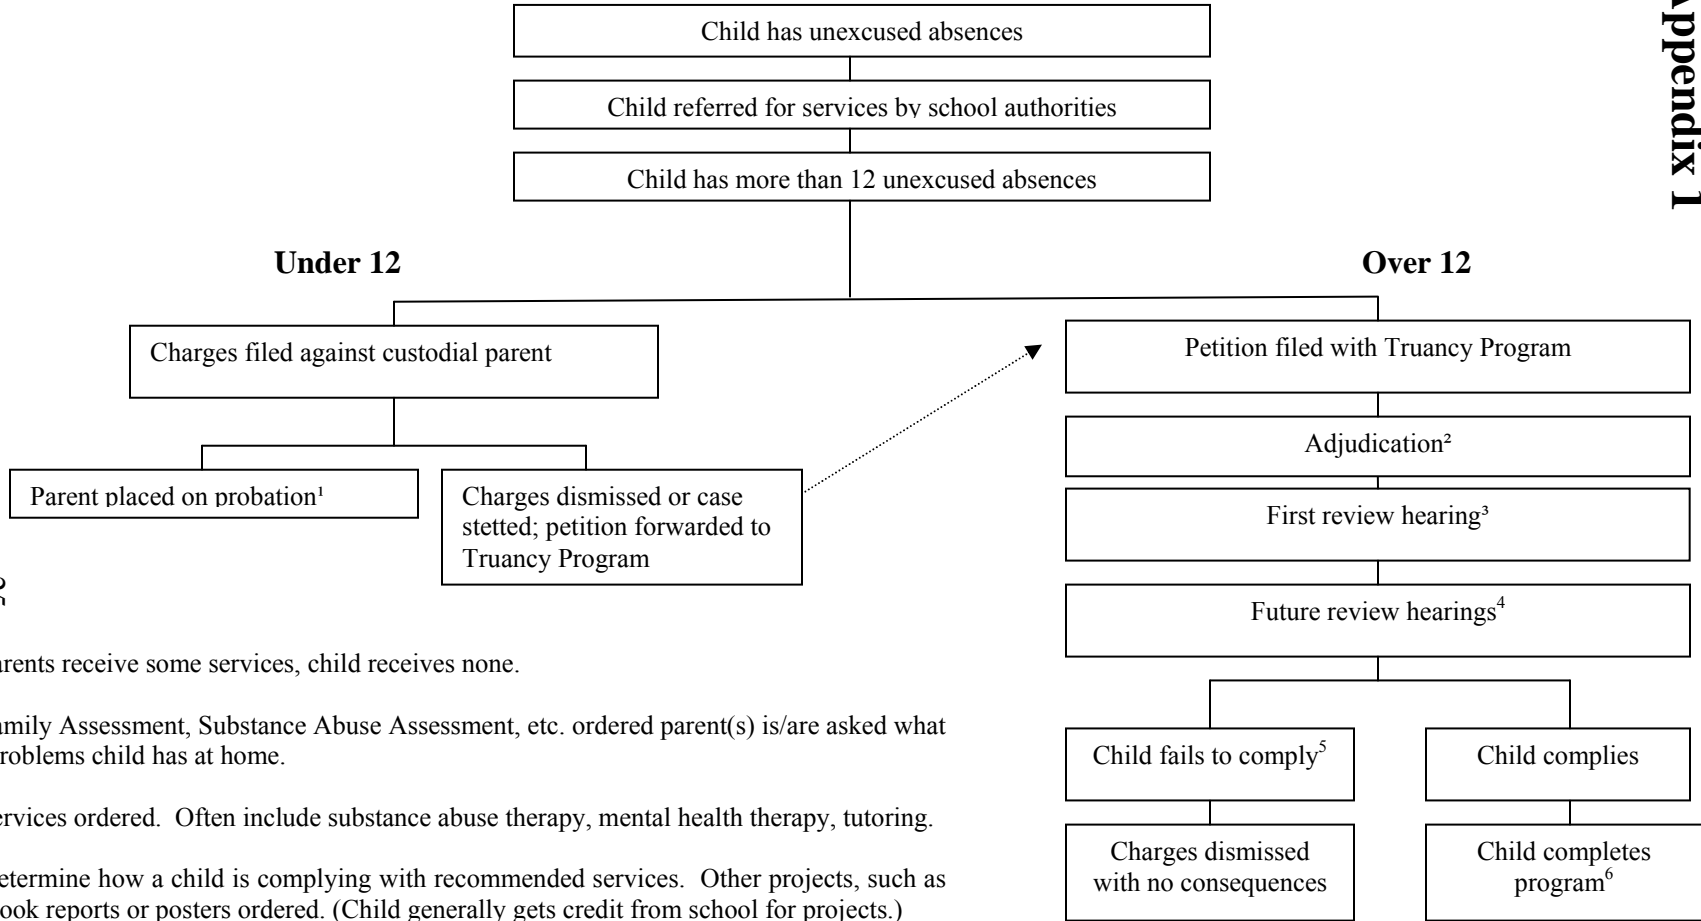 Appendix 1
Child has unexcused absences
Child referred for services by school authorities
Child has more than 12 unexcused absences
Under 12
Over 12
Charges filed against custodial parent
Petition filed with Truancy Program
Adjudication²
Parent placed on probation¹
Charges dismissed or case
stetted; petition forwarded to
Truancy Program
First review hearing³
Future review hearings⁴
Child fails to comply⁵
Child complies
Charges dismissed
with no consequences
Child completes
program⁶
arents receive some services, child receives none.
amily Assessment, Substance Abuse Assessment, etc. ordered parent(s) is/are asked what
roblems child has at home.
ervices ordered.  Often include substance abuse therapy, mental health therapy, tutoring.
etermine how a child is complying with recommended services.  Other projects, such as
ook reports or posters ordered. (Child generally gets credit from school for projects.)